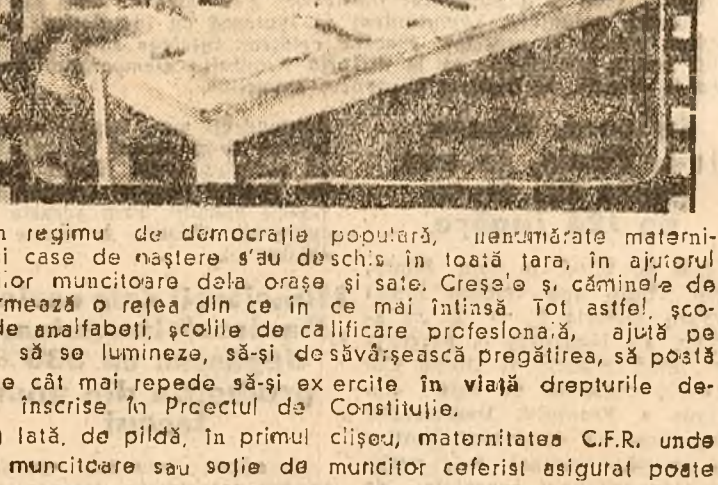 n regimu de democrație populară, nenumărate materni-
i case de naștere s'au deschis în toată țara, în ajutorul
lor muncitoare dela orașe și sate. Creșe'e și cămine'e de
rmează o rețea din ce în ce mai întinsă. Tot astfel, șco-
de analfabeți, școlile de calificare profesională, ajută pe
să se lumineze, să-și desăvârșească pregătirea, să poată
e cât mai repede să-și exercite în viață drepturile de-
înscrise în Proectul de Constituție.
Iată, de pildă, în primul clișeu, maternitatea C.F.R. unde
muncitoare sau soție de muncitor ceferist asigurat poate